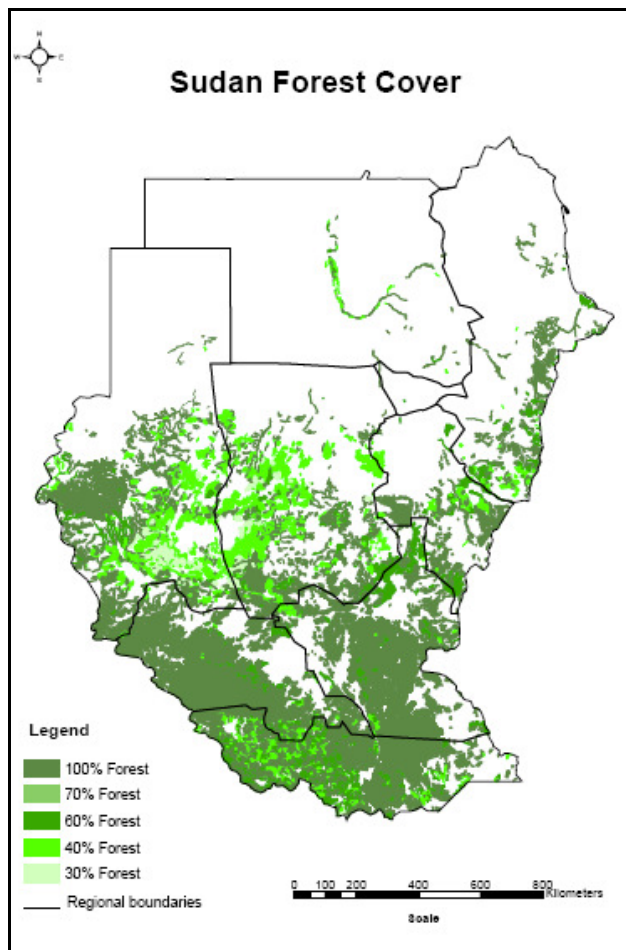 N
W E
S
Sudan Forest Cover
Legend
100% Forest
70% Forest
60% Forest
40% Forest
30% Forest
Regional boundaries
0 100 200 400 600 800
Kilometers
Scale